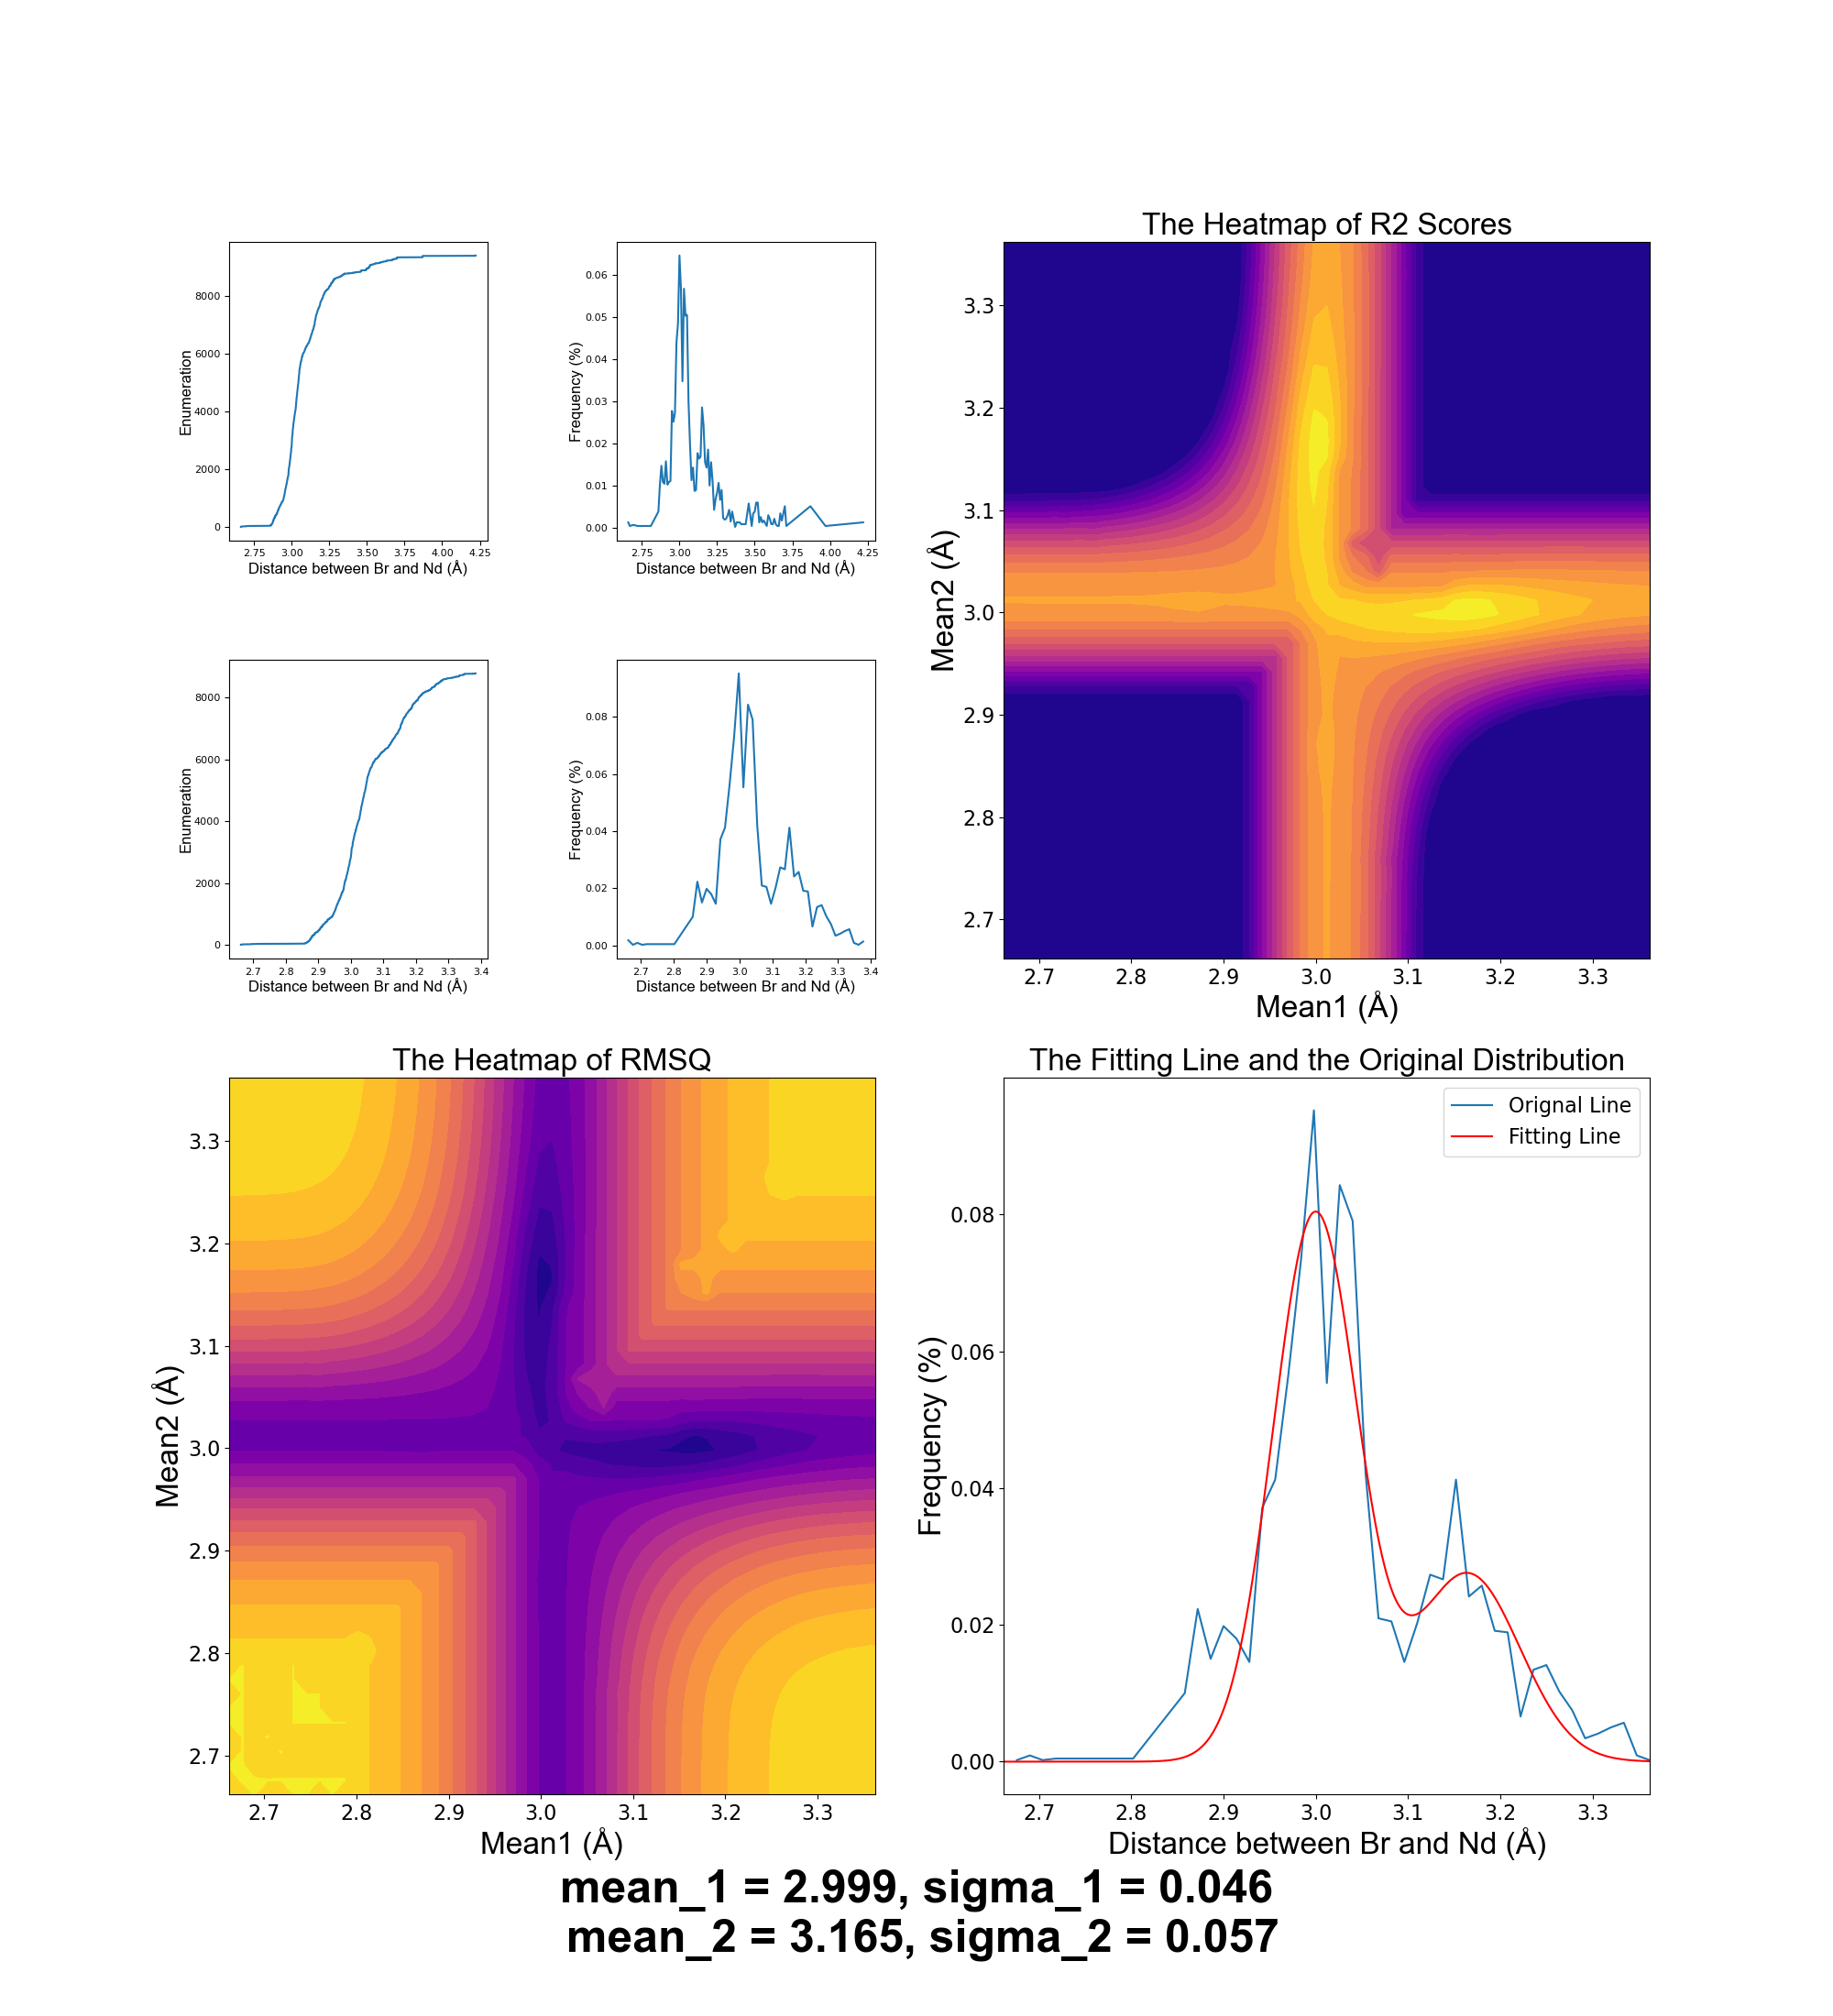 Enumeration
8000
6000
4000
2000
0
2.75 3.00 3.25 3.50 3.75 4.00 4.25
Distance between Br and Nd (Å)
Frequency (%)
0.06
0.05
0.04
0.03
0.02
0.01
0.00
2.75 3.00 3.25 3.50 3.75 4.00 4.25
Distance between Br and Nd (Å)
Enumeration
8000
6000
4000
2000
0
2.7 2.8 2.9 3.0 3.1 3.2 3.3 3.4
Distance between Br and Nd (Å)
Frequency (%)
0.08
0.06
0.04
0.02
0.00
2.7 2.8 2.9 3.0 3.1 3.2 3.3 3.4
Distance between Br and Nd (Å)
The Heatmap of R2 Scores
Mean2 (Å)
3.3
3.2
3.1
3.0
2.9
2.8
2.7
2.7 2.8 2.9 3.0 3.1 3.2 3.3
Mean1 (Å)
The Heatmap of RMSQ
Mean2 (Å)
3.3
3.2
3.1
3.0
2.9
2.8
2.7
2.7 2.8 2.9 3.0 3.1 3.2 3.3
Mean1 (Å)
The Fitting Line and the Original Distribution
Orignal Line
Fitting Line
Frequency (%)
0.08
0.06
0.04
0.02
0.00
2.7 2.8 2.9 3.0 3.1 3.2 3.3
Distance between Br and Nd (Å)
mean_1 = 2.999, sigma_1 = 0.046
mean_2 = 3.165, sigma_2 = 0.057